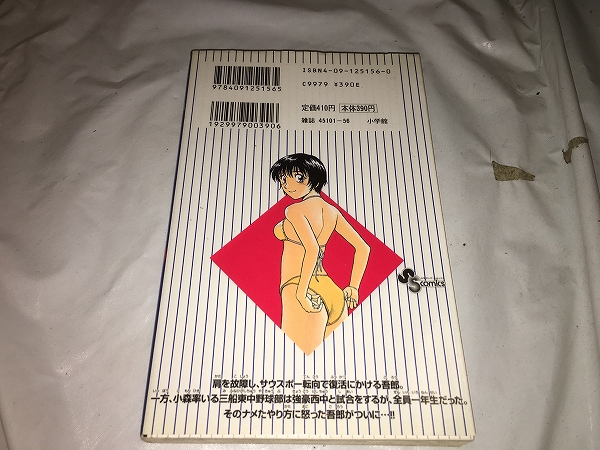 ISBN4-09-125156-0
C9979 ¥390E
9784091251565
定価410円 本体390円
雑誌 45101-56 小学館
1929979003906
SS comics
肩を故障し、サウスポー転向で復活にかける吾郎。
一方、小森率いる三船東中野球部は強豪西中と試合をするが、全員一年生だった。
そのナメたやり方に怒った吾郎がついに…!!